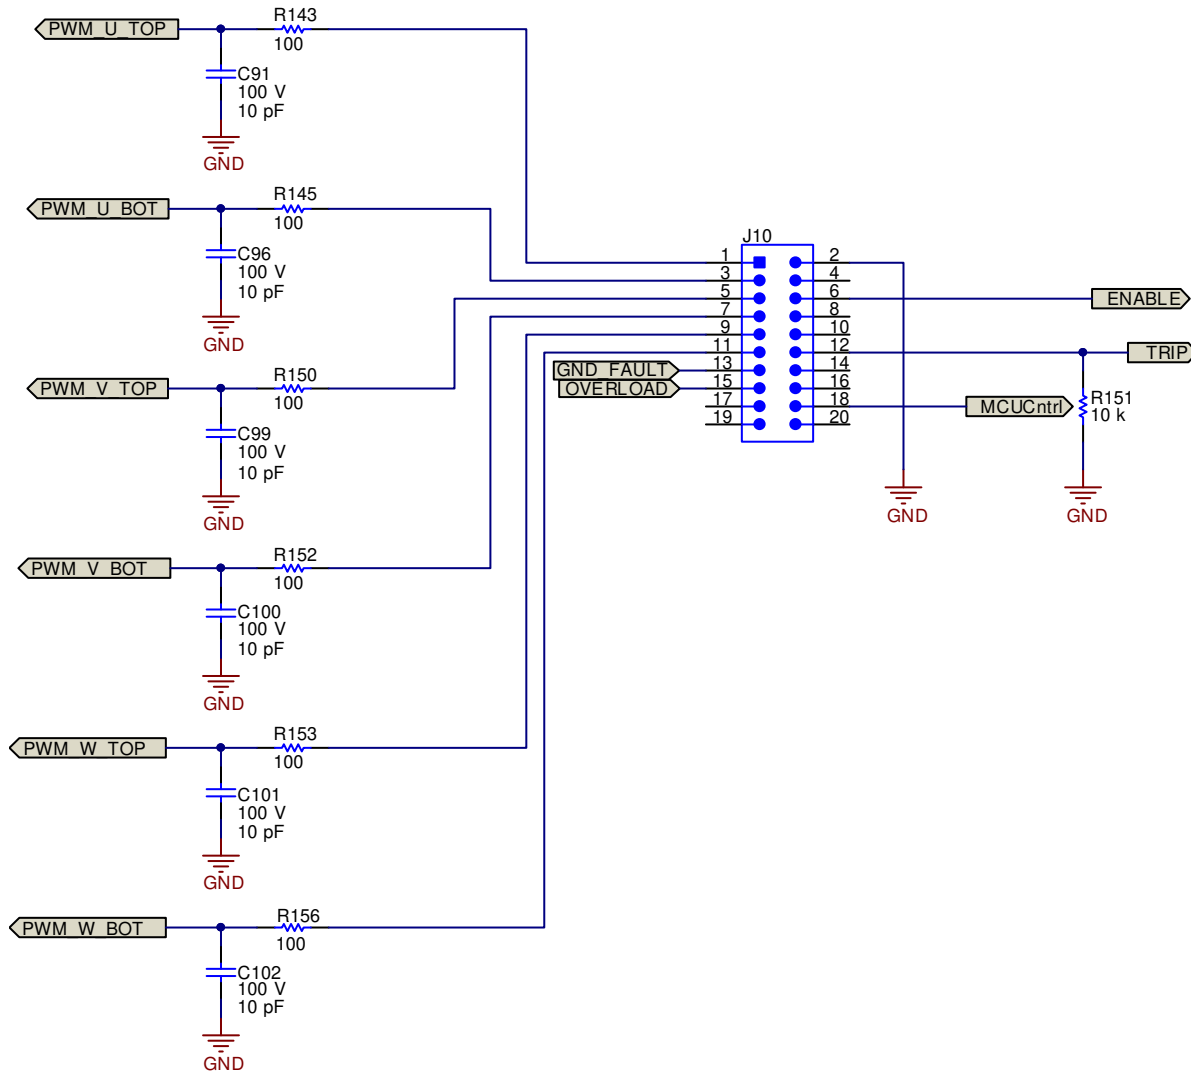 PWM_U_TOP
R143
100
C91
100 V
10 pF
GND
PWM_U_BOT
R145
100
C96
100 V
10 pF
GND
PWM_V_TOP
R150
100
C99
100 V
10 pF
GND
PWM_V_BOT
R152
100
C100
100 V
10 pF
GND
PWM_W_TOP
R153
100
C101
100 V
10 pF
GND
PWM_W_BOT
R156
100
C102
100 V
10 pF
GND
J10
1 2
3 4
5 6
7 8
9 10
11 12
13 14
15 16
17 18
19 20
GND_FAULT
OVERLOAD
ENABLE
TRIP
MCUCntrl
R151
10 k
GND
GND